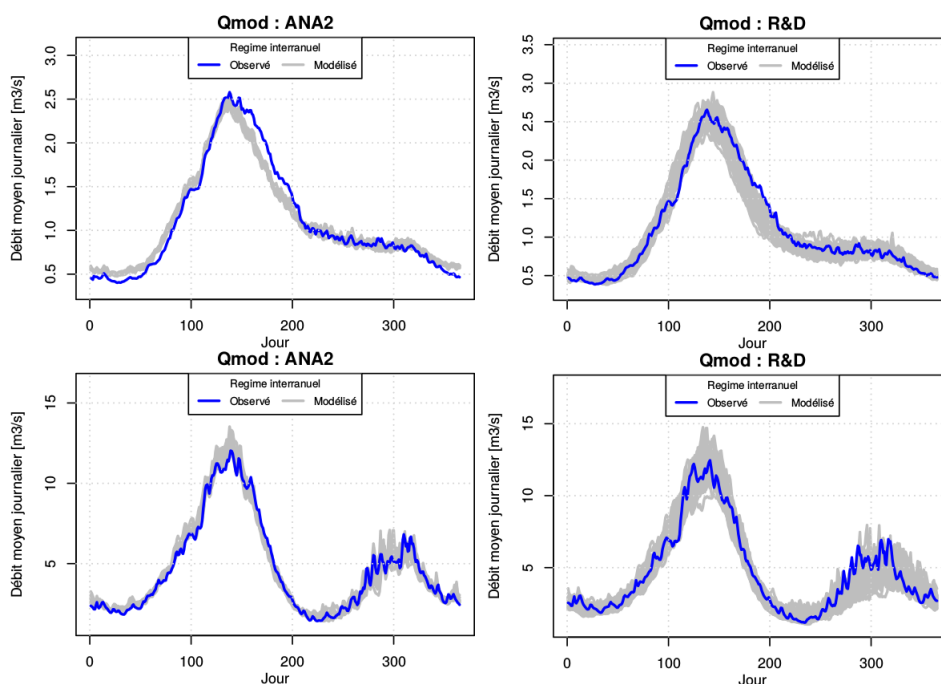 Qmod : ANA2
Regime interranuel
Observé Modélisé
Débit moyen journalier [m3/s]
0.5 1.0 1.5 2.0 2.5 3.0
0 100 200 300
Jour
Qmod : R&D
Regime interranuel
Observé Modélisé
Débit moyen journalier [m3/s]
0.5 1.0 1.5 2.0 2.5 3.0 3.5
0 100 200 300
Jour
Qmod : ANA2
Regime interranuel
Observé Modélisé
Débit moyen journalier [m3/s]
5 10 15
0 100 200 300
Jour
Qmod : R&D
Regime interranuel
Observé Modélisé
Débit moyen journalier [m3/s]
5 10 15
0 100 200 300
Jour